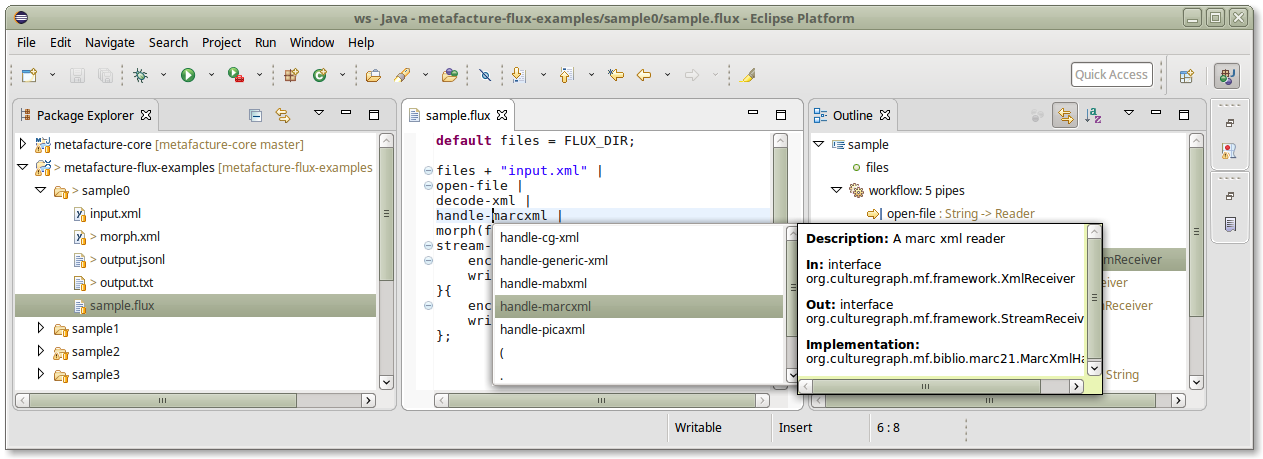 ws - Java - metafacture-flux-examples/sample0/sample.flux - Eclipse Platform
File Edit Navigate Search Project Run Window Help
Quick Access
Package Explorer
metafacture-core [metafacture-core master]
> metafacture-flux-examples [metafacture-flux-examples
> sample0
input.xml
> morph.xml
> output.jsonl
> output.txt
sample.flux
sample1
sample2
sample3
sample.flux
default files = FLUX_DIR;
files + "input.xml" |
open-file |
decode-xml |
handle-marcxml |
morph(f
stream-
enc
wri
}{
enc
wri
};
handle-cg-xml
handle-generic-xml
handle-mabxml
handle-marcxml
handle-picaxml
(
.
Outline
sample
files
workflow: 5 pipes
open-file : String -> Reader
Description: A marc xml reader
In: interface
org.culturegraph.mf.framework.XmlReceiver
Out: interface
org.culturegraph.mf.framework.StreamReceiv
Implementation:
org.culturegraph.mf.biblio.marc21.MarcXmlHa
mReceiver
eiver
mReceiver
String
Writable Insert 6 : 8